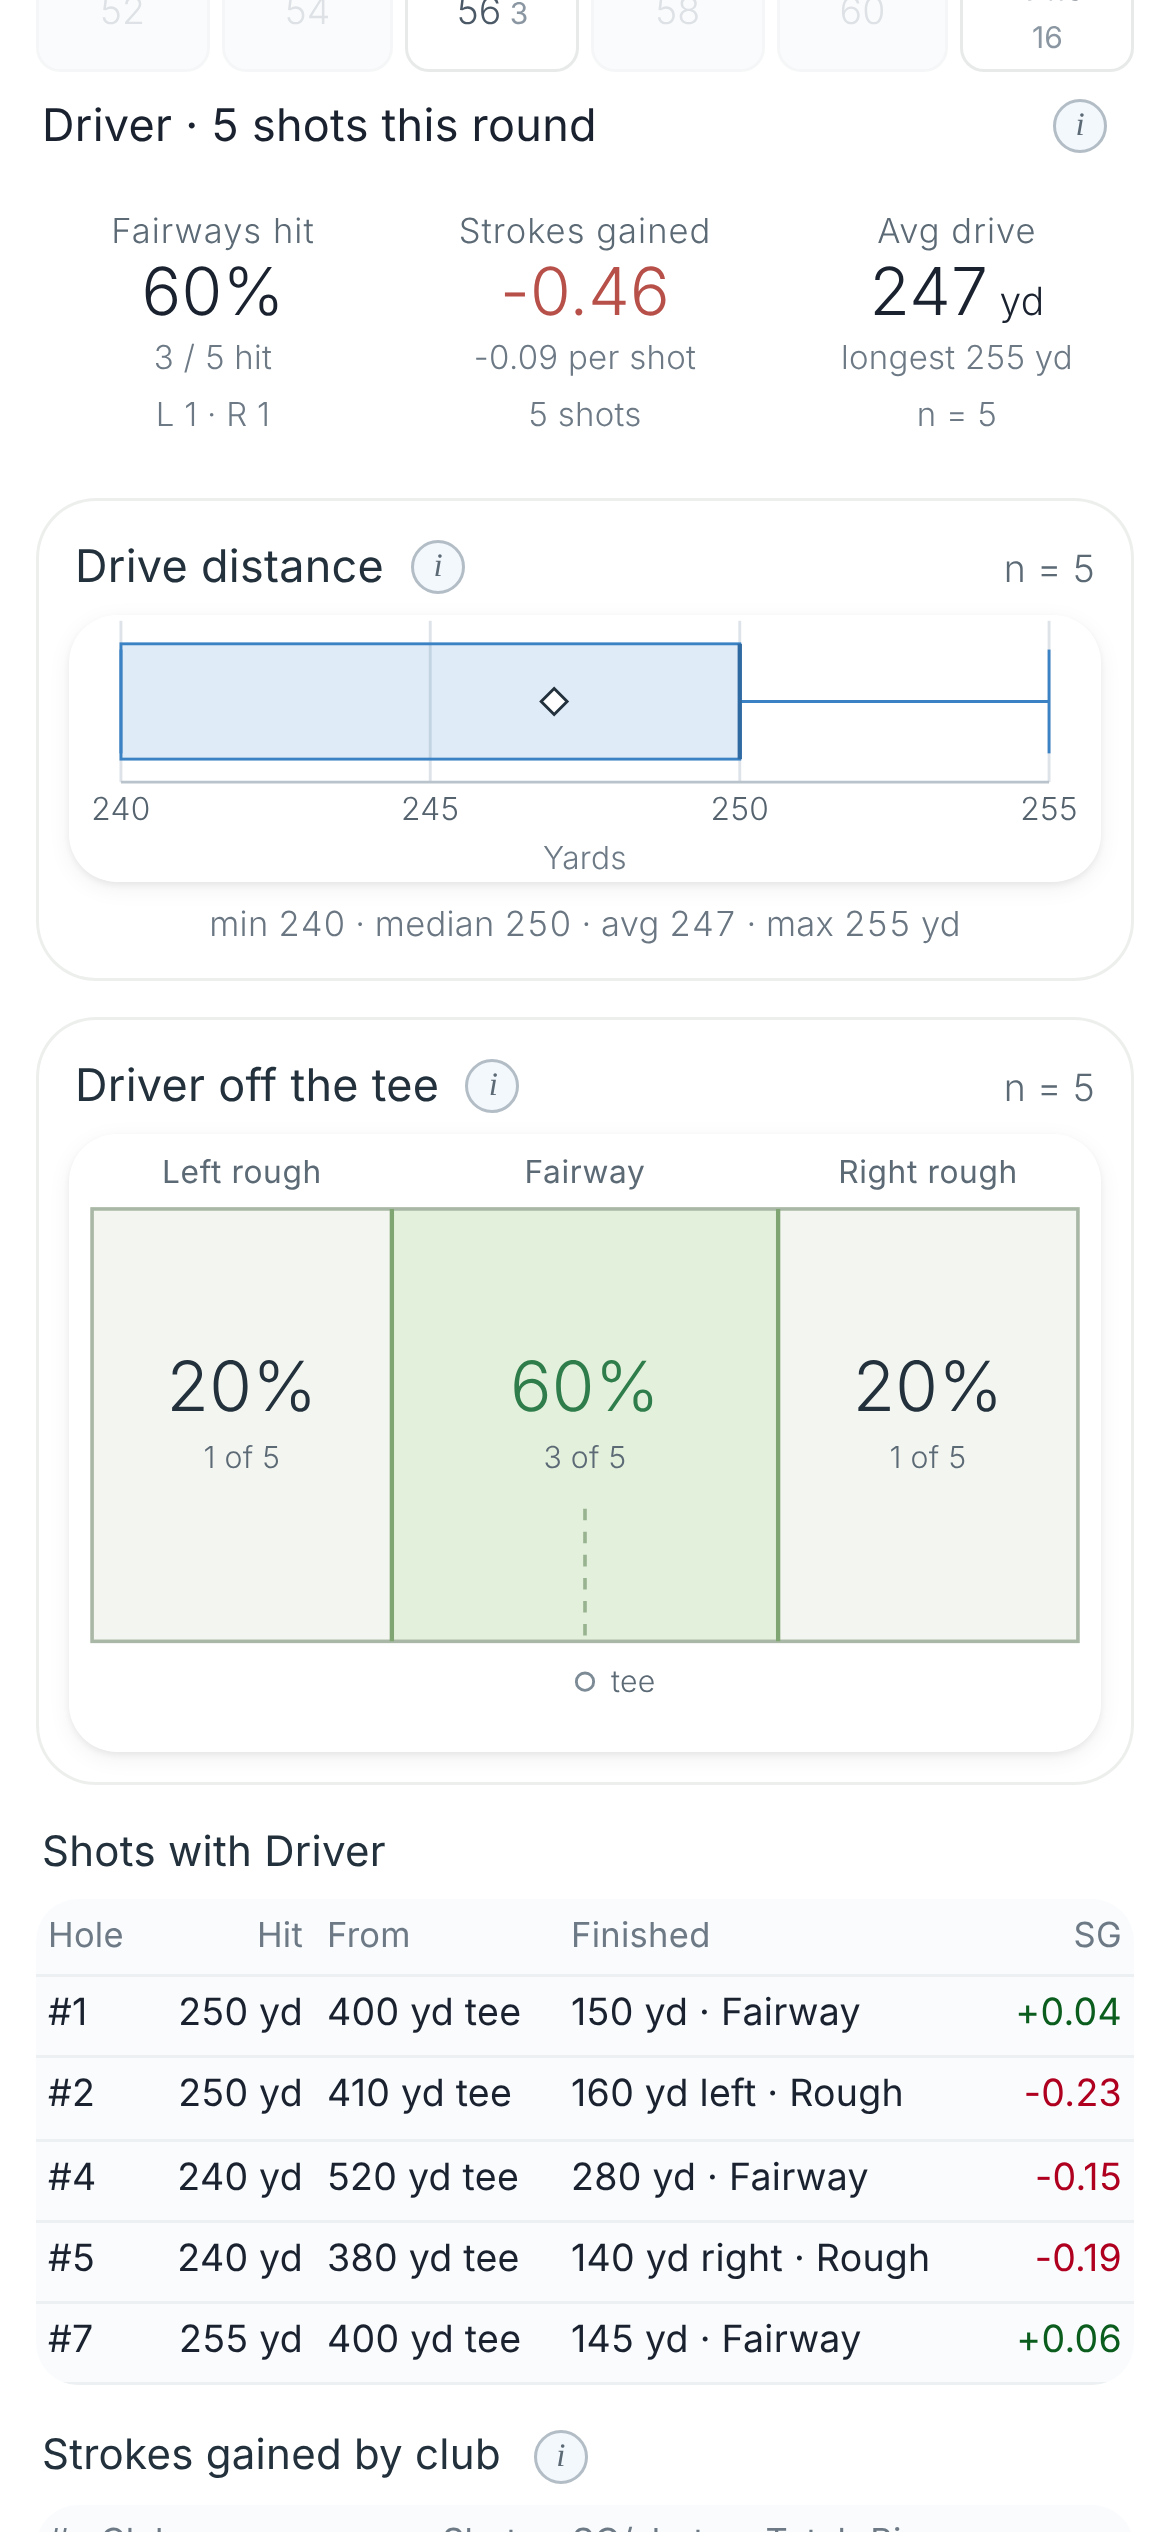 52 54 56 3 58 60
16
Driver · 5 shots this round i
Fairways hit Strokes gained Avg drive
60% -0.46 247 yd
3 / 5 hit -0.09 per shot longest 255 yd
L 1 · R 1 5 shots n = 5
Drive distance i n = 5
240 245 250 255
Yards
min 240 · median 250 · avg 247 · max 255 yd
Driver off the tee i n = 5
Left rough Fairway Right rough
20% 60% 20%
1 of 5 3 of 5 1 of 5
tee
Shots with Driver
Hole Hit From Finished SG
#1 250 yd 400 yd tee 150 yd · Fairway +0.04
#2 250 yd 410 yd tee 160 yd left · Rough -0.23
#4 240 yd 520 yd tee 280 yd · Fairway -0.15
#5 240 yd 380 yd tee 140 yd right · Rough -0.19
#7 255 yd 400 yd tee 145 yd · Fairway +0.06
Strokes gained by club i